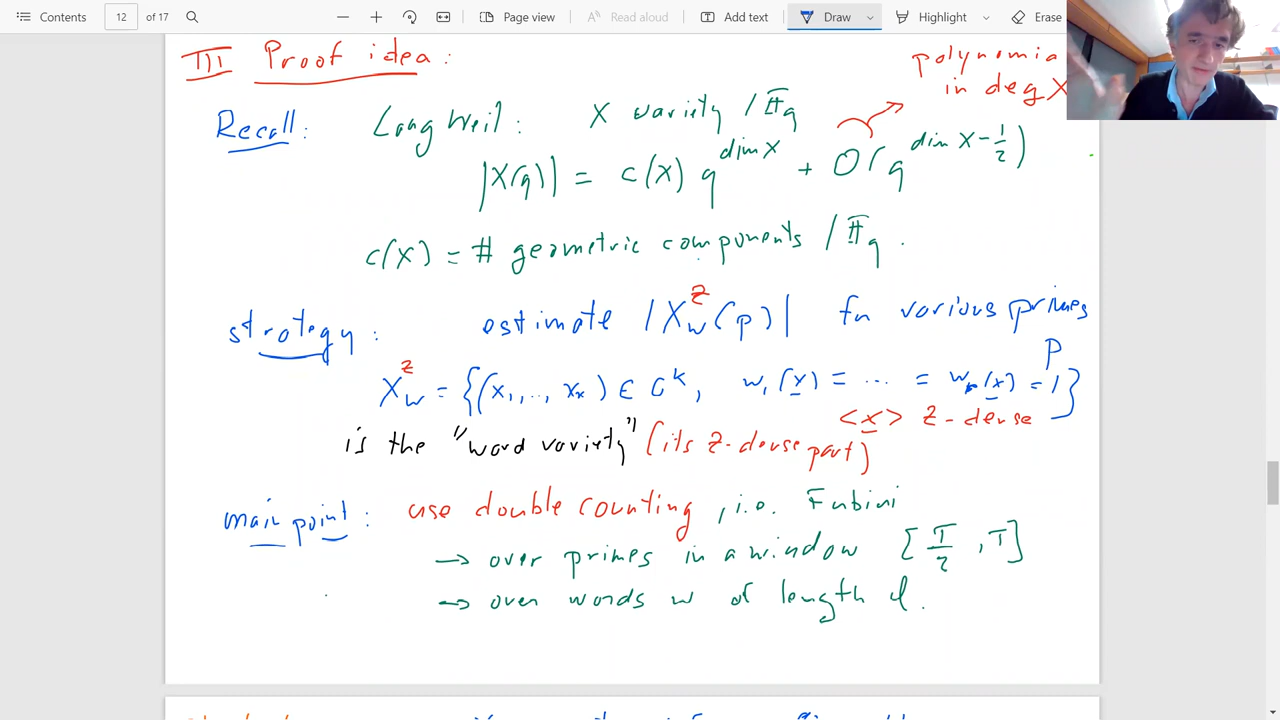 Contents 12 of 17 Page view Read aloud Add text Draw Highlight Erase
III Proof idea:
polynomia
in deg X
Recall: Lang Weil: X variety / F_q
|X(q)| = c(X) q^{dim X} + O(q^{dim X - 1/2})
c(X) = # geometric components / F̄_q.
strategy: estimate |X_w^Z(p)| for various primes p
X_w^Z = {(x_1, .., x_k) ∈ G^k, w_1(x) = ... = w_r(x) = 1}
<x> Z-dense
is the "word variety" (its Z-dense part)
main point: use double counting, i.e. Fubini
→ over primes in a window [T/2, T]
→ over words w of length l.